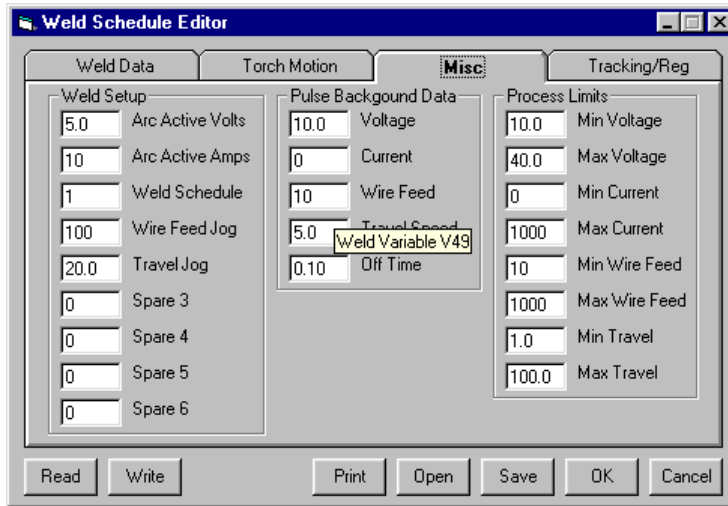 Weld Schedule Editor
Weld Data
Torch Motion
Misc
Tracking/Reg
Weld Setup
5.0 Arc Active Volts
10 Arc Active Amps
1 Weld Schedule
100 Wire Feed Jog
20.0 Travel Jog
0 Spare 3
0 Spare 4
0 Spare 5
0 Spare 6
Pulse Backgound Data
10.0 Voltage
0 Current
10 Wire Feed
5.0 Travel Speed
Weld Variable V49
0.10 Off Time
Process Limits
10.0 Min Voltage
40.0 Max Voltage
0 Min Current
1000 Max Current
10 Min Wire Feed
1000 Max Wire Feed
1.0 Min Travel
100.0 Max Travel
Read
Write
Print
Open
Save
OK
Cancel